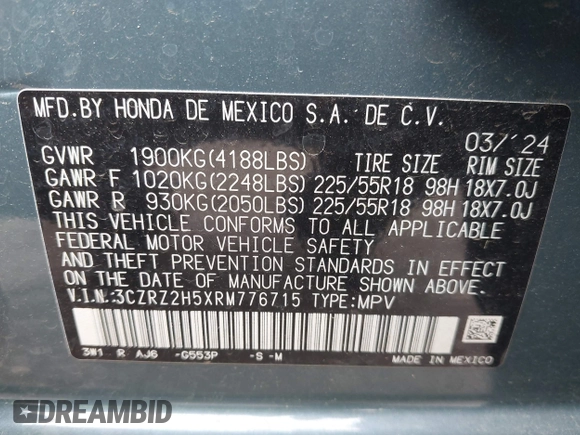 MFD.BY HONDA DE MEXICO S.A. DE C.V.
03/'24
GVWR 1900KG(4188LBS) TIRE SIZE RIM SIZE
GAWR F 1020KG(2248LBS) 225/55R18 98H 18X7.0J
GAWR R 930KG(2050LBS) 225/55R18 98H 18X7.0J
THIS VEHICLE CONFORMS TO ALL APPLICABLE
FEDERAL MOTOR VEHICLE SAFETY
AND THEFT PREVENTION STANDARDS IN EFFECT
ON THE DATE OF MANUFACTURE SHOWN ABOVE.
V.I.N.:3CZRZ2H5XRM776715 TYPE:MPV
3W1 R AJ6 -G553P -S -M
MADE IN MEXICO
DREAMBID